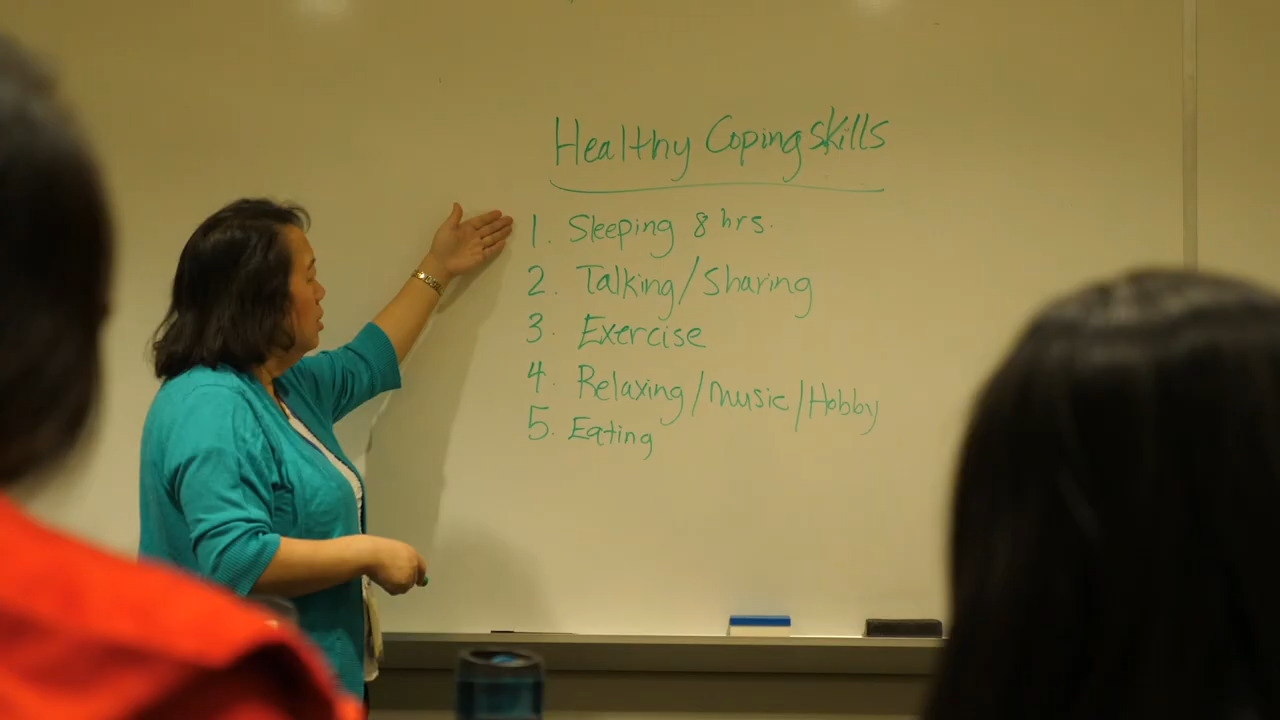 Healthy Coping skills
1. Sleeping 8 hrs.
2. Talking/Sharing
3. Exercise
4. Relaxing/music/Hobby
5. Eating